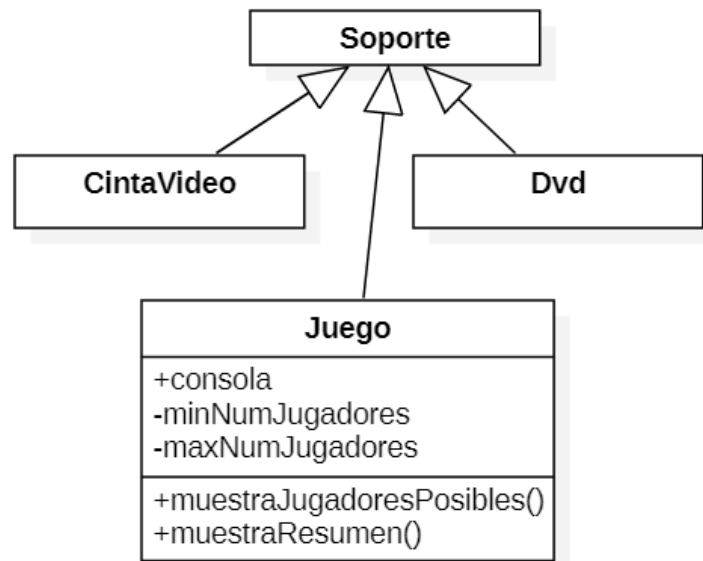 Soporte
CintaVideo
Dvd
Juego
+consola
-minNumJugadores
-maxNumJugadores
+muestraJugadoresPosibles()
+muestraResumen()